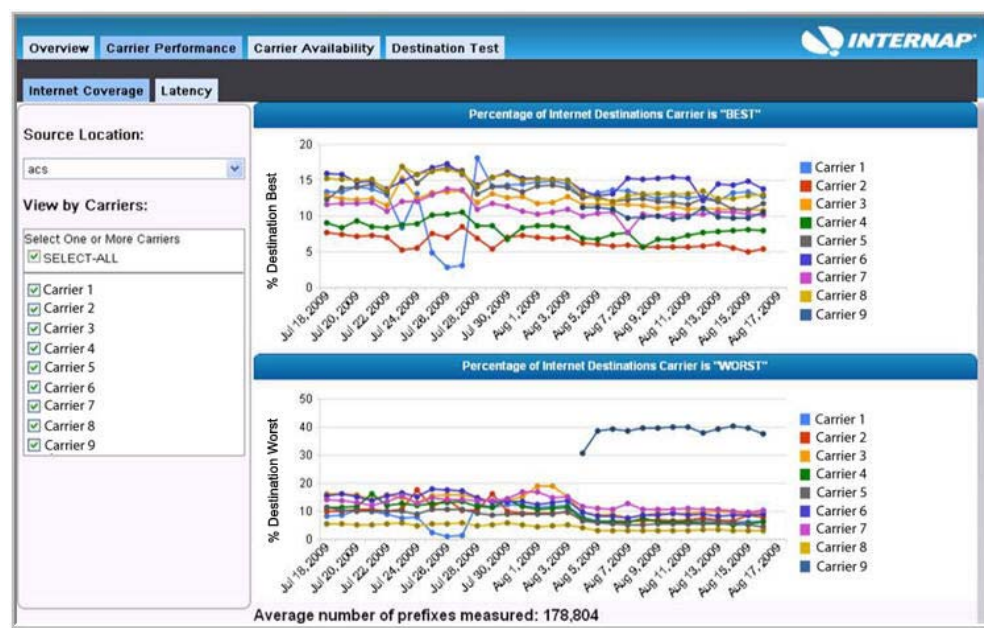 INTERNAP
Overview
Carrier Performance
Carrier Availability
Destination Test
Internet Coverage
Latency
Source Location:
acs
View by Carriers:
Select One or More Carriers
SELECT-ALL
Carrier 1
Carrier 2
Carrier 3
Carrier 4
Carrier 5
Carrier 6
Carrier 7
Carrier 8
Carrier 9
Percentage of Internet Destinations Carrier is "BEST"
% Destination Best
20
15
10
5
0
Jul 18, 2009
Jul 20, 2009
Jul 22, 2009
Jul 24, 2009
Jul 26, 2009
Jul 28, 2009
Jul 30, 2009
Aug 1, 2009
Aug 3, 2009
Aug 5, 2009
Aug 7, 2009
Aug 9, 2009
Aug 11, 2009
Aug 13, 2009
Aug 15, 2009
Aug 17, 2009
Carrier 1
Carrier 2
Carrier 3
Carrier 4
Carrier 5
Carrier 6
Carrier 7
Carrier 8
Carrier 9
Percentage of Internet Destinations Carrier is "WORST"
% Destination Worst
50
40
30
20
10
0
Jul 18, 2009
Jul 20, 2009
Jul 22, 2009
Jul 24, 2009
Jul 26, 2009
Jul 28, 2009
Jul 30, 2009
Aug 1, 2009
Aug 3, 2009
Aug 5, 2009
Aug 7, 2009
Aug 9, 2009
Aug 11, 2009
Aug 13, 2009
Aug 15, 2009
Aug 17, 2009
Carrier 1
Carrier 2
Carrier 3
Carrier 4
Carrier 5
Carrier 6
Carrier 7
Carrier 8
Carrier 9
Average number of prefixes measured: 178,804